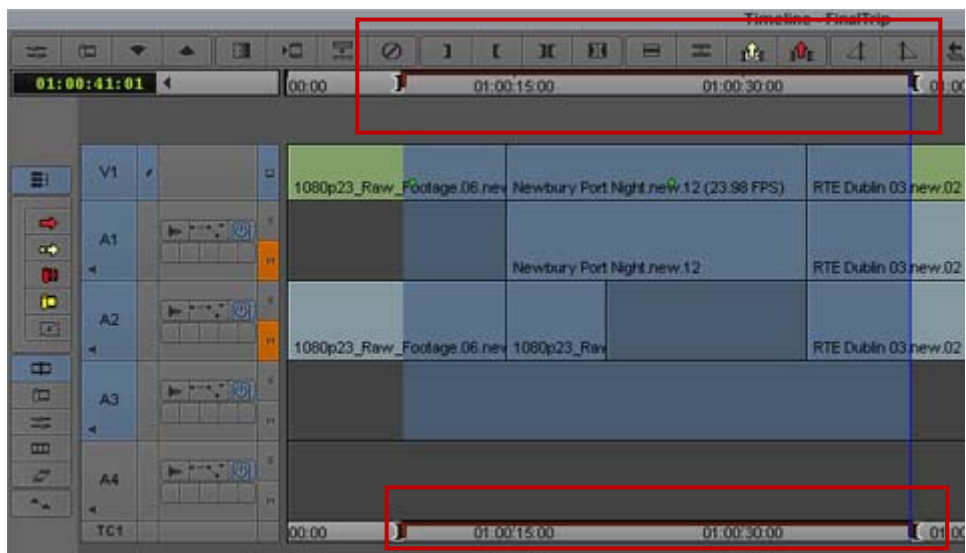 Timeline - FinalTrip
01:00:41:01 00:00 01:00:15:00 01:00:30:00
V1 1080p23_Raw_Footage.06.new Newbury Port Night.new.12 (23.98 FPS) RTE Dublin 03.new.02
A1 M Newbury Port Night.new.12 RTE Dublin 03.new.02
A2 M 1080p23_Raw_Footage.06.new 1080p23_Raw RTE Dublin 03.new.02
A3 M
A4 M
TC1 00:00 01:00:15:00 01:00:30:00